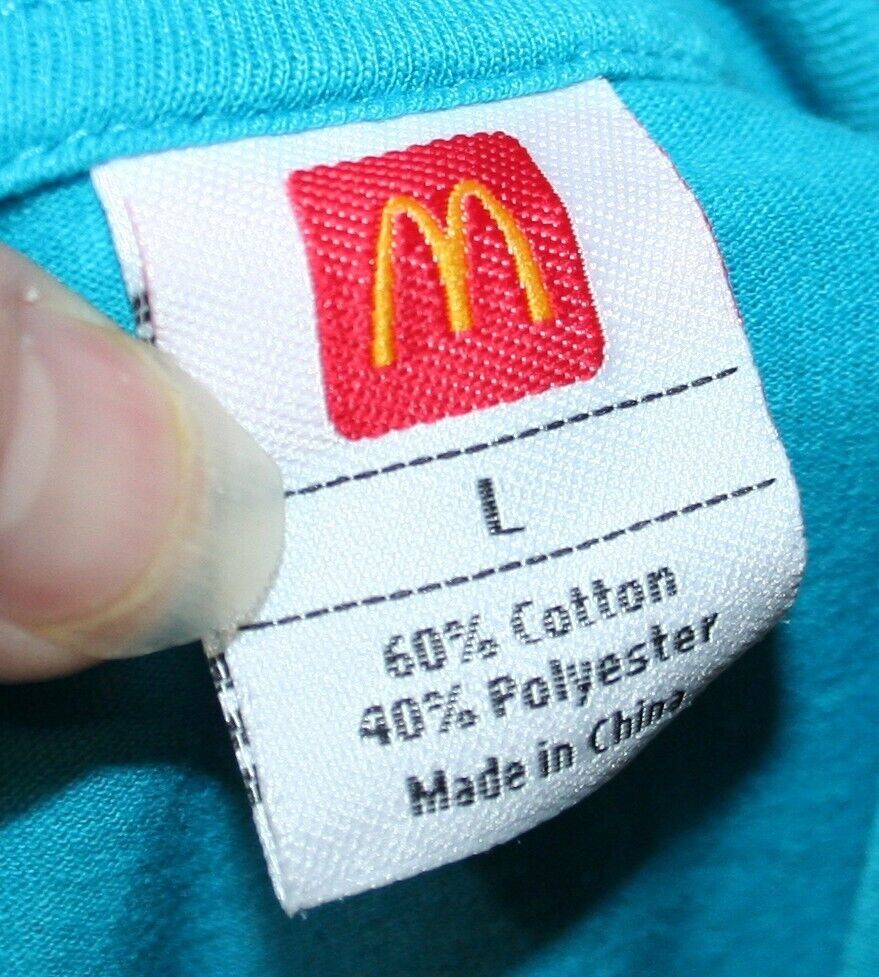 L
60% Cotton
40% Polyester
Made in China